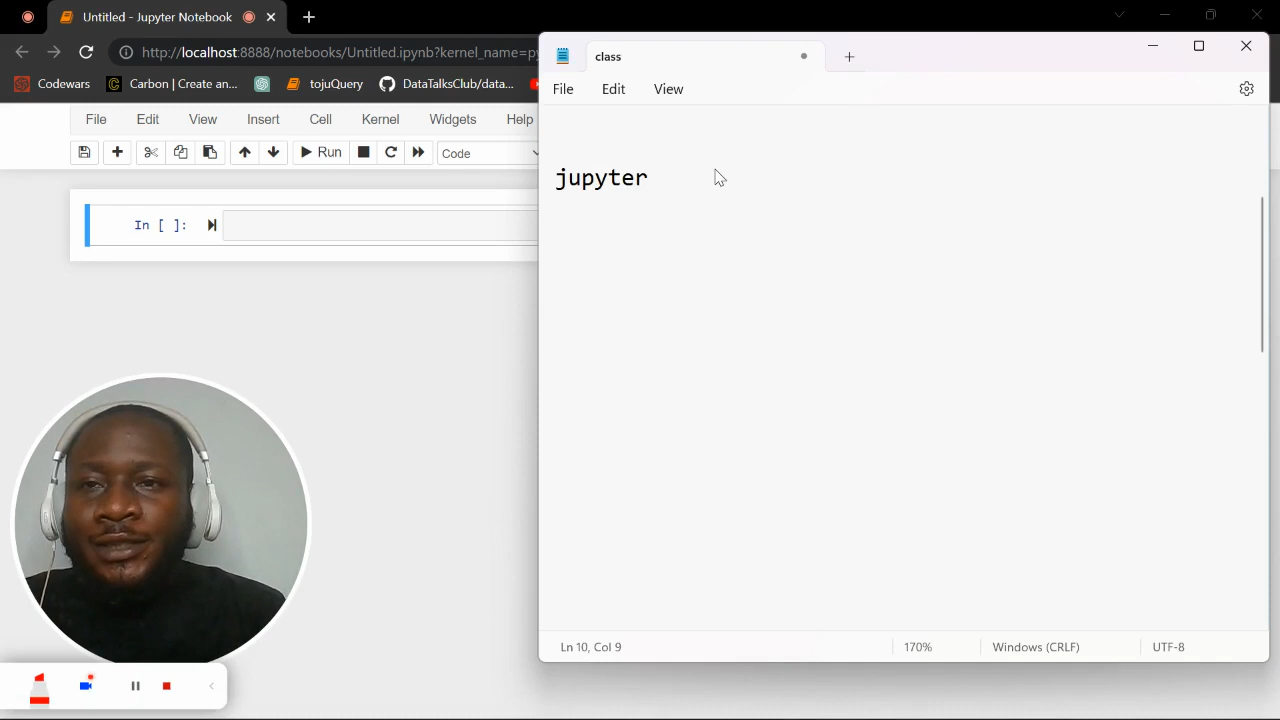 Untitled - Jupyter Notebook
http://localhost:8888/notebooks/Untitled.ipynb?kernel_name=py
Codewars
Carbon | Create an...
tojuQuery
DataTalksClub/data...
File Edit View Insert Cell Kernel Widgets Help
Run
Code
In [ ]:
class
File Edit View
jupyter
Ln 10, Col 9
170%
Windows (CRLF)
UTF-8